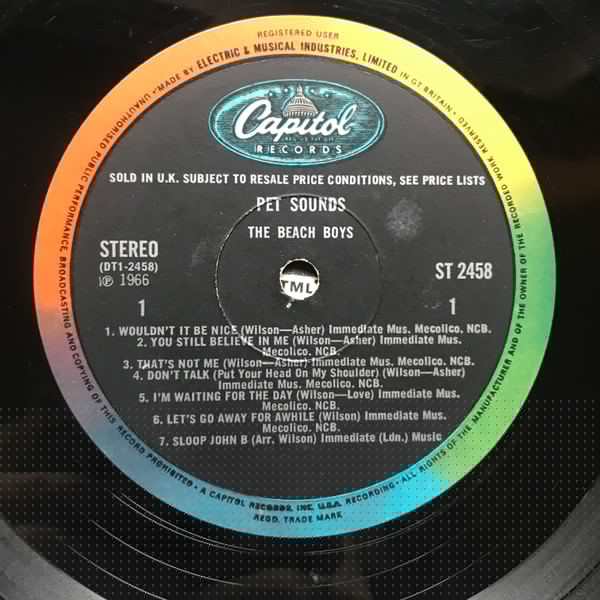 REGISTERED USER
UNAUTHORISED PUBLIC PERFORMANCE, BROADCASTING AND COPYING OF THIS RECORD PROHIBITED · MADE BY ELECTRIC & MUSICAL INDUSTRIES, LIMITED IN GT BRITAIN · ALL RIGHTS OF THE MANUFACTURER AND OF THE OWNER OF THE RECORDED WORK RESERVED
Capitol
REG. U.S. PAT. OFF.
RECORDS
SOLD IN U.K. SUBJECT TO RESALE PRICE CONDITIONS, SEE PRICE LISTS
PET SOUNDS
THE BEACH BOYS
STEREO
(DT1-2458)
℗ 1966
ST 2458
TML
1 1
1. WOULDN'T IT BE NICE (Wilson—Asher) Immediate Mus. Mecolico. NCB.
2. YOU STILL BELIEVE IN ME (Wilson—Asher) Immediate Mus.
Mecolico. NCB.
3. THAT'S NOT ME (Wilson—Asher) Immediate Mus. Mecolico. NCB.
4. DON'T TALK (Put Your Head On My Shoulder) (Wilson—Asher)
Immediate Mus. Mecolico. NCB.
5. I'M WAITING FOR THE DAY (Wilson—Love) Immediate Mus.
Mecolico. NCB.
6. LET'S GO AWAY FOR AWHILE (Wilson) Immediate Mus.
Mecolico. NCB.
7. SLOOP JOHN B (Arr. Wilson) Immediate (Ldn.) Music
· A CAPITOL RECORDS, INC. U.S.A. RECORDING ·
REGD. TRADE MARK